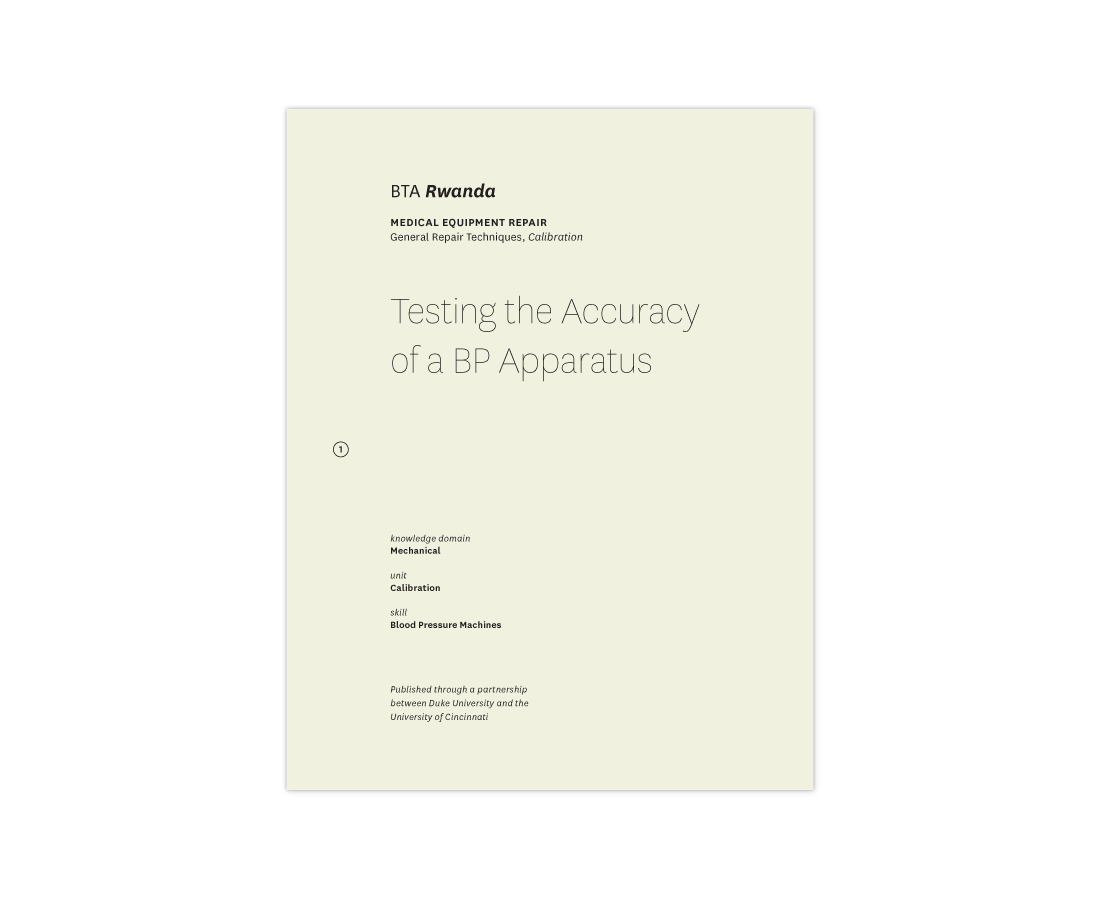 BTA Rwanda
MEDICAL EQUIPMENT REPAIR
General Repair Techniques, Calibration
Testing the Accuracy
of a BP Apparatus
1
knowledge domain
Mechanical
unit
Calibration
skill
Blood Pressure Machines
Published through a partnership
between Duke University and the
University of Cincinnati